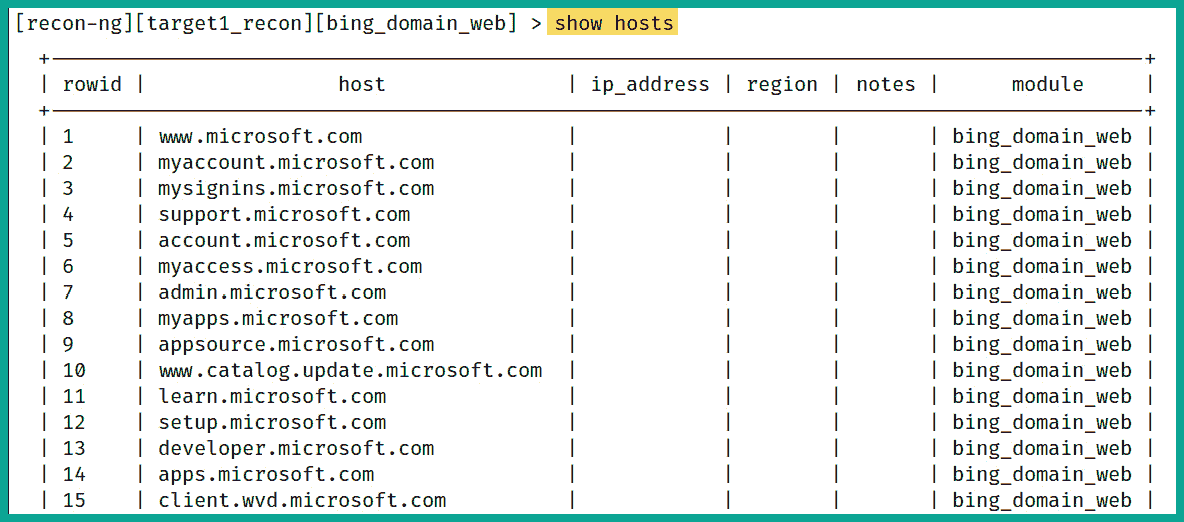 [recon-ng][target1_recon][bing_domain_web] > show hosts
| rowid | host | ip_address | region | notes | module |
| 1 | www.microsoft.com | | | | bing_domain_web |
| 2 | myaccount.microsoft.com | | | | bing_domain_web |
| 3 | mysignins.microsoft.com | | | | bing_domain_web |
| 4 | support.microsoft.com | | | | bing_domain_web |
| 5 | account.microsoft.com | | | | bing_domain_web |
| 6 | myaccess.microsoft.com | | | | bing_domain_web |
| 7 | admin.microsoft.com | | | | bing_domain_web |
| 8 | myapps.microsoft.com | | | | bing_domain_web |
| 9 | appsource.microsoft.com | | | | bing_domain_web |
| 10 | www.catalog.update.microsoft.com | | | | bing_domain_web |
| 11 | learn.microsoft.com | | | | bing_domain_web |
| 12 | setup.microsoft.com | | | | bing_domain_web |
| 13 | developer.microsoft.com | | | | bing_domain_web |
| 14 | apps.microsoft.com | | | | bing_domain_web |
| 15 | client.wvd.microsoft.com | | | | bing_domain_web |